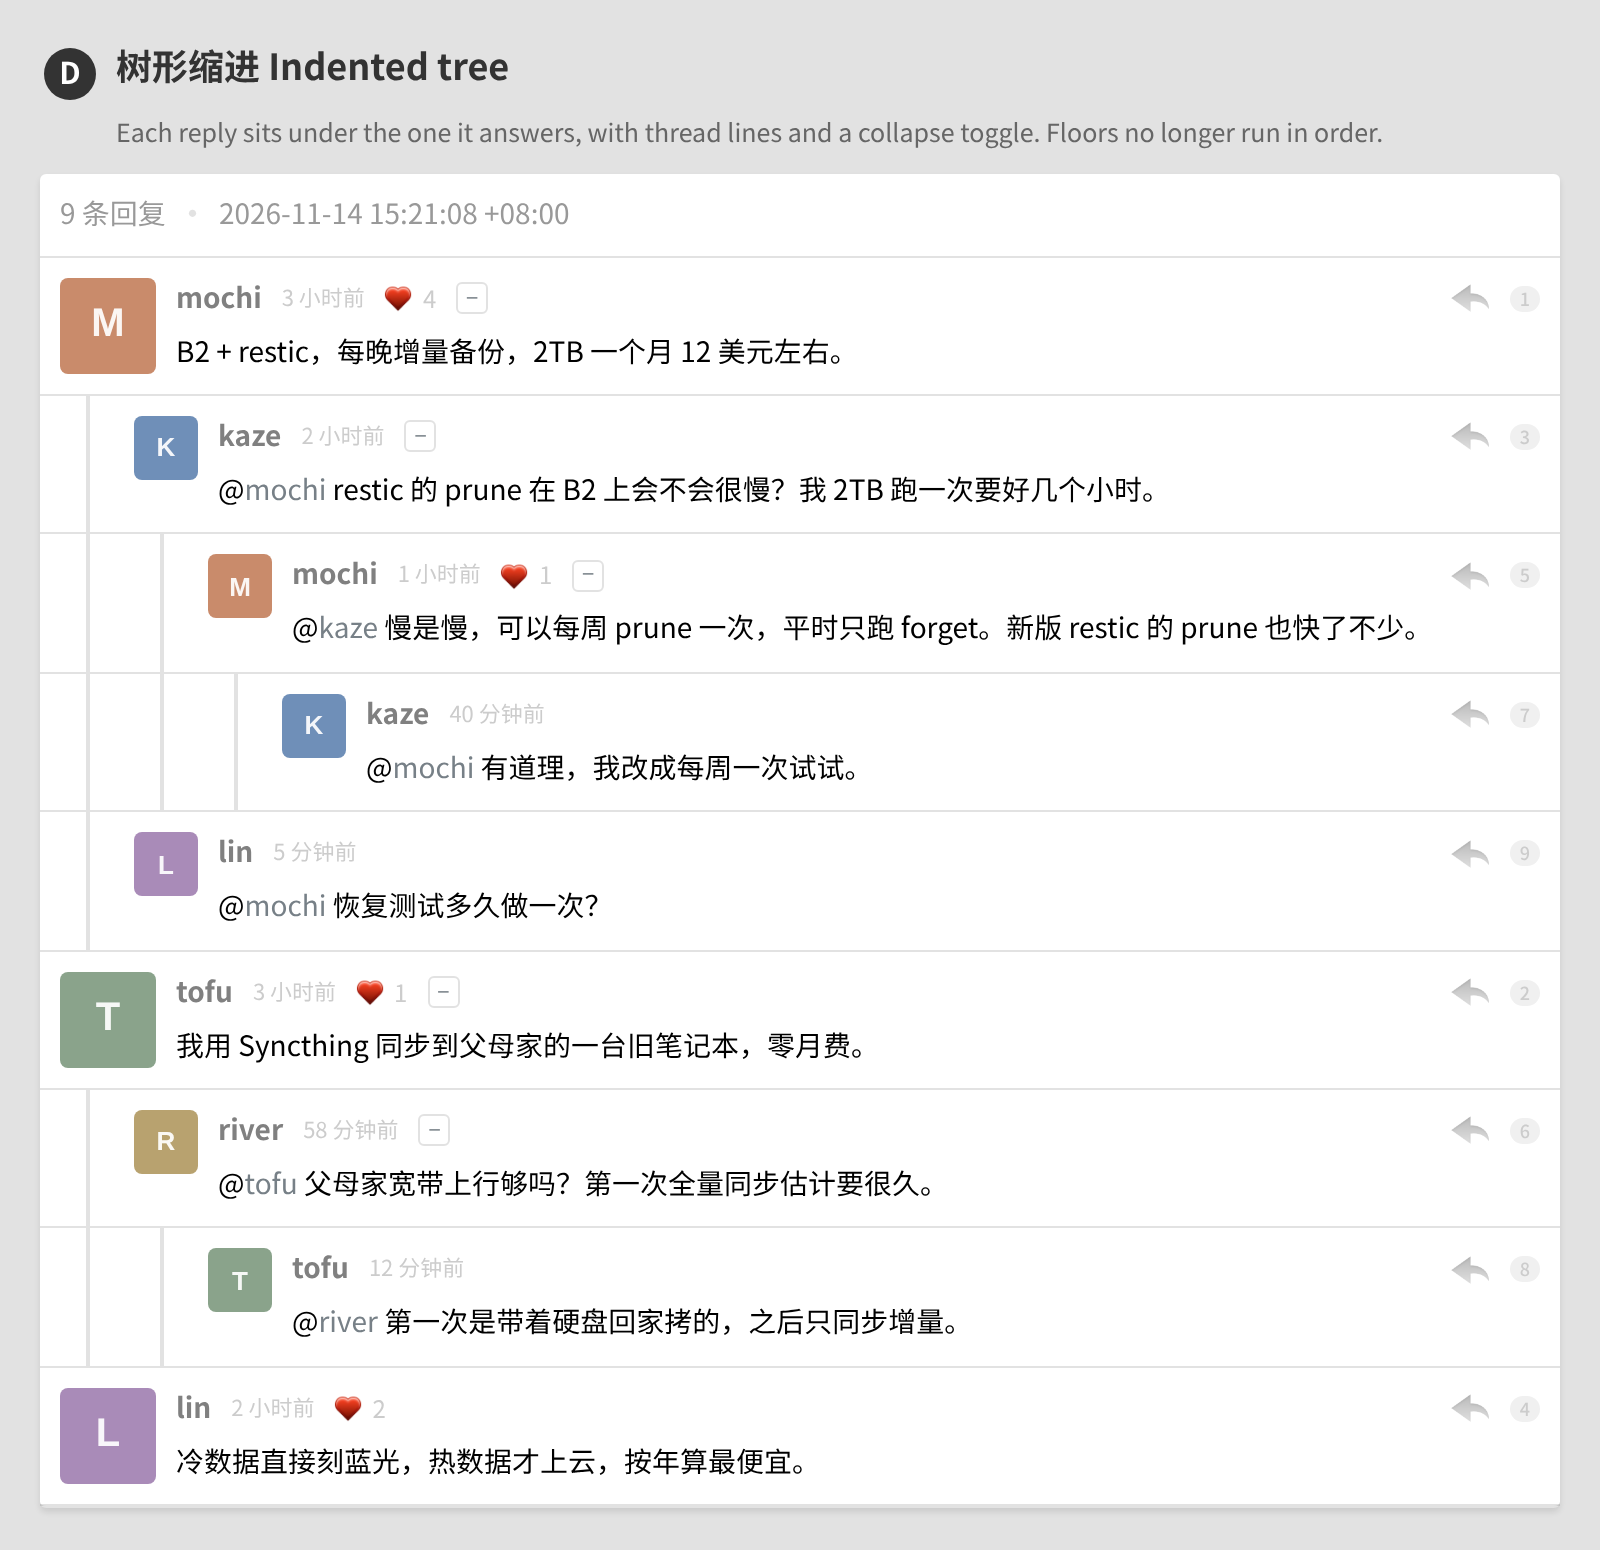 D
树形缩进 Indented tree
Each reply sits under the one it answers, with thread lines and a collapse toggle. Floors no longer run in order.
9 条回复 • 2026-11-14 15:21:08 +08:00
M
mochi 3 小时前 ❤️ 4 − 1
B2 + restic，每晚增量备份，2TB 一个月 12 美元左右。
K
kaze 2 小时前 − 3
@mochi restic 的 prune 在 B2 上会不会很慢？我 2TB 跑一次要好几个小时。
M
mochi 1 小时前 ❤️ 1 − 5
@kaze 慢是慢，可以每周 prune 一次，平时只跑 forget。新版 restic 的 prune 也快了不少。
K
kaze 40 分钟前 7
@mochi 有道理，我改成每周一次试试。
L
lin 5 分钟前 9
@mochi 恢复测试多久做一次？
T
tofu 3 小时前 ❤️ 1 − 2
我用 Syncthing 同步到父母家的一台旧笔记本，零月费。
R
river 58 分钟前 − 6
@tofu 父母家宽带上行够吗？第一次全量同步估计要很久。
T
tofu 12 分钟前 8
@river 第一次是带着硬盘回家拷的，之后只同步增量。
L
lin 2 小时前 ❤️ 2 4
冷数据直接刻蓝光，热数据才上云，按年算最便宜。